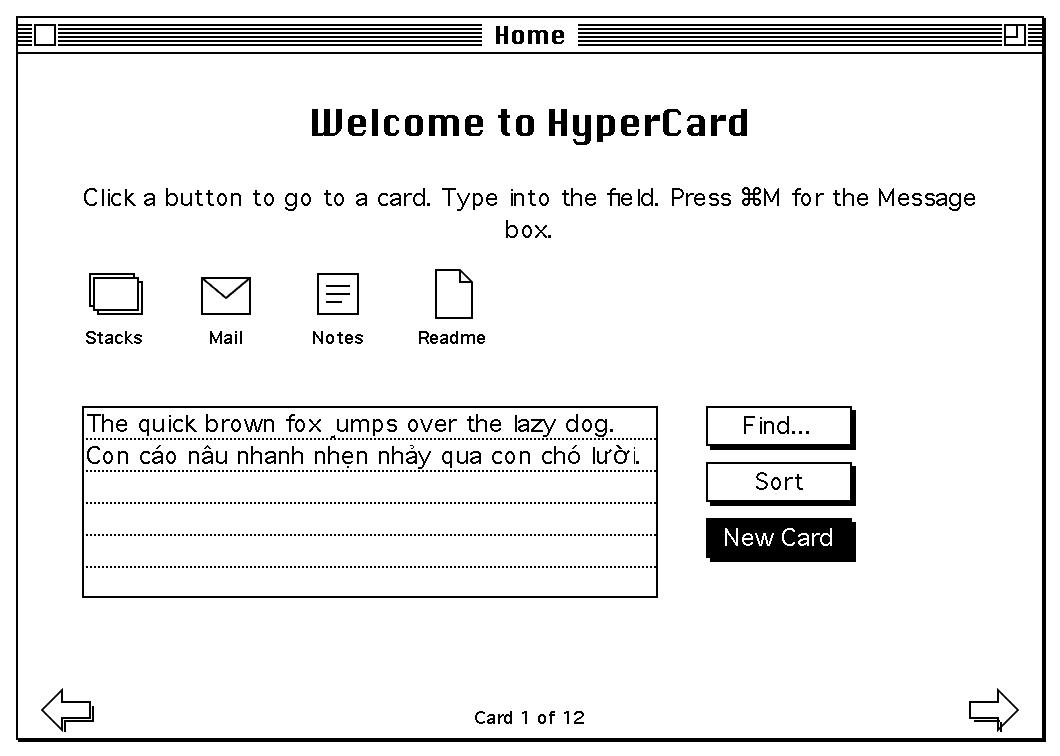 Home
Welcome to HyperCard
Click a button to go to a card. Type into the field. Press ⌘M for the Message
box.
Stacks Mail Notes Readme
The quick brown fox jumps over the lazy dog.
Con cáo nâu nhanh nhẹn nhảy qua con chó lười.
Find...
Sort
New Card
Card 1 of 12